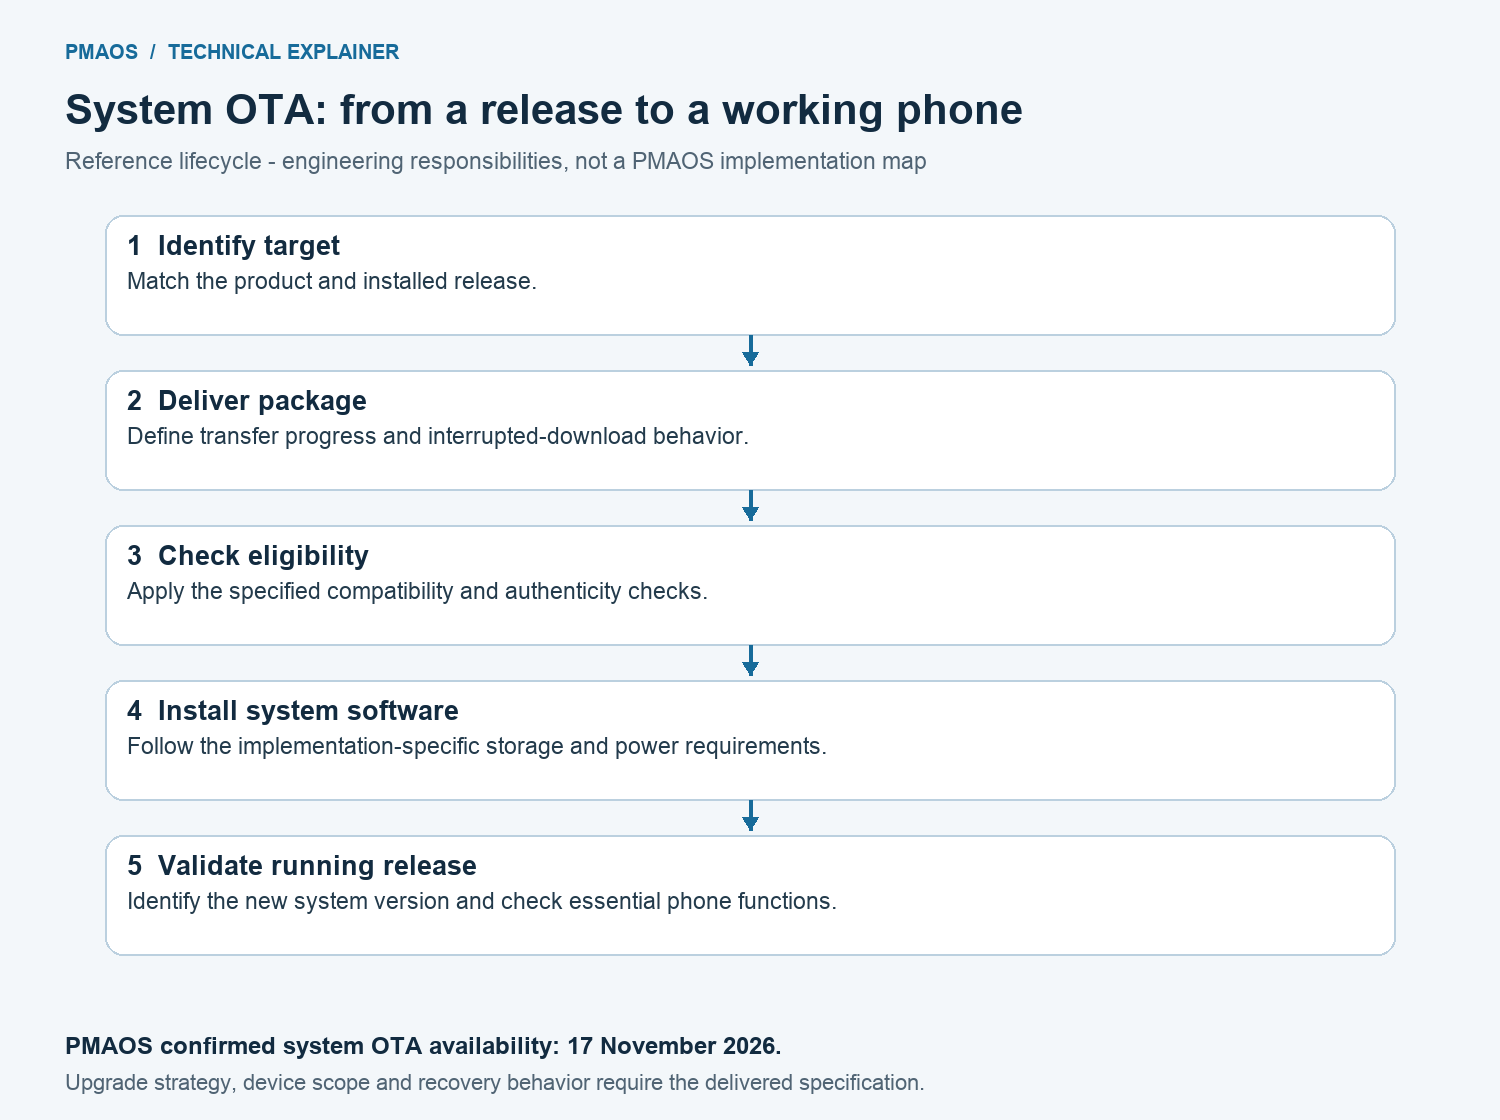 PMAOS / TECHNICAL EXPLAINER
System OTA: from a release to a working phone
Reference lifecycle - engineering responsibilities, not a PMAOS implementation map
1 Identify target
Match the product and installed release.
2 Deliver package
Define transfer progress and interrupted-download behavior.
3 Check eligibility
Apply the specified compatibility and authenticity checks.
4 Install system software
Follow the implementation-specific storage and power requirements.
5 Validate running release
Identify the new system version and check essential phone functions.
PMAOS confirmed system OTA availability: 17 November 2026.
Upgrade strategy, device scope and recovery behavior require the delivered specification.